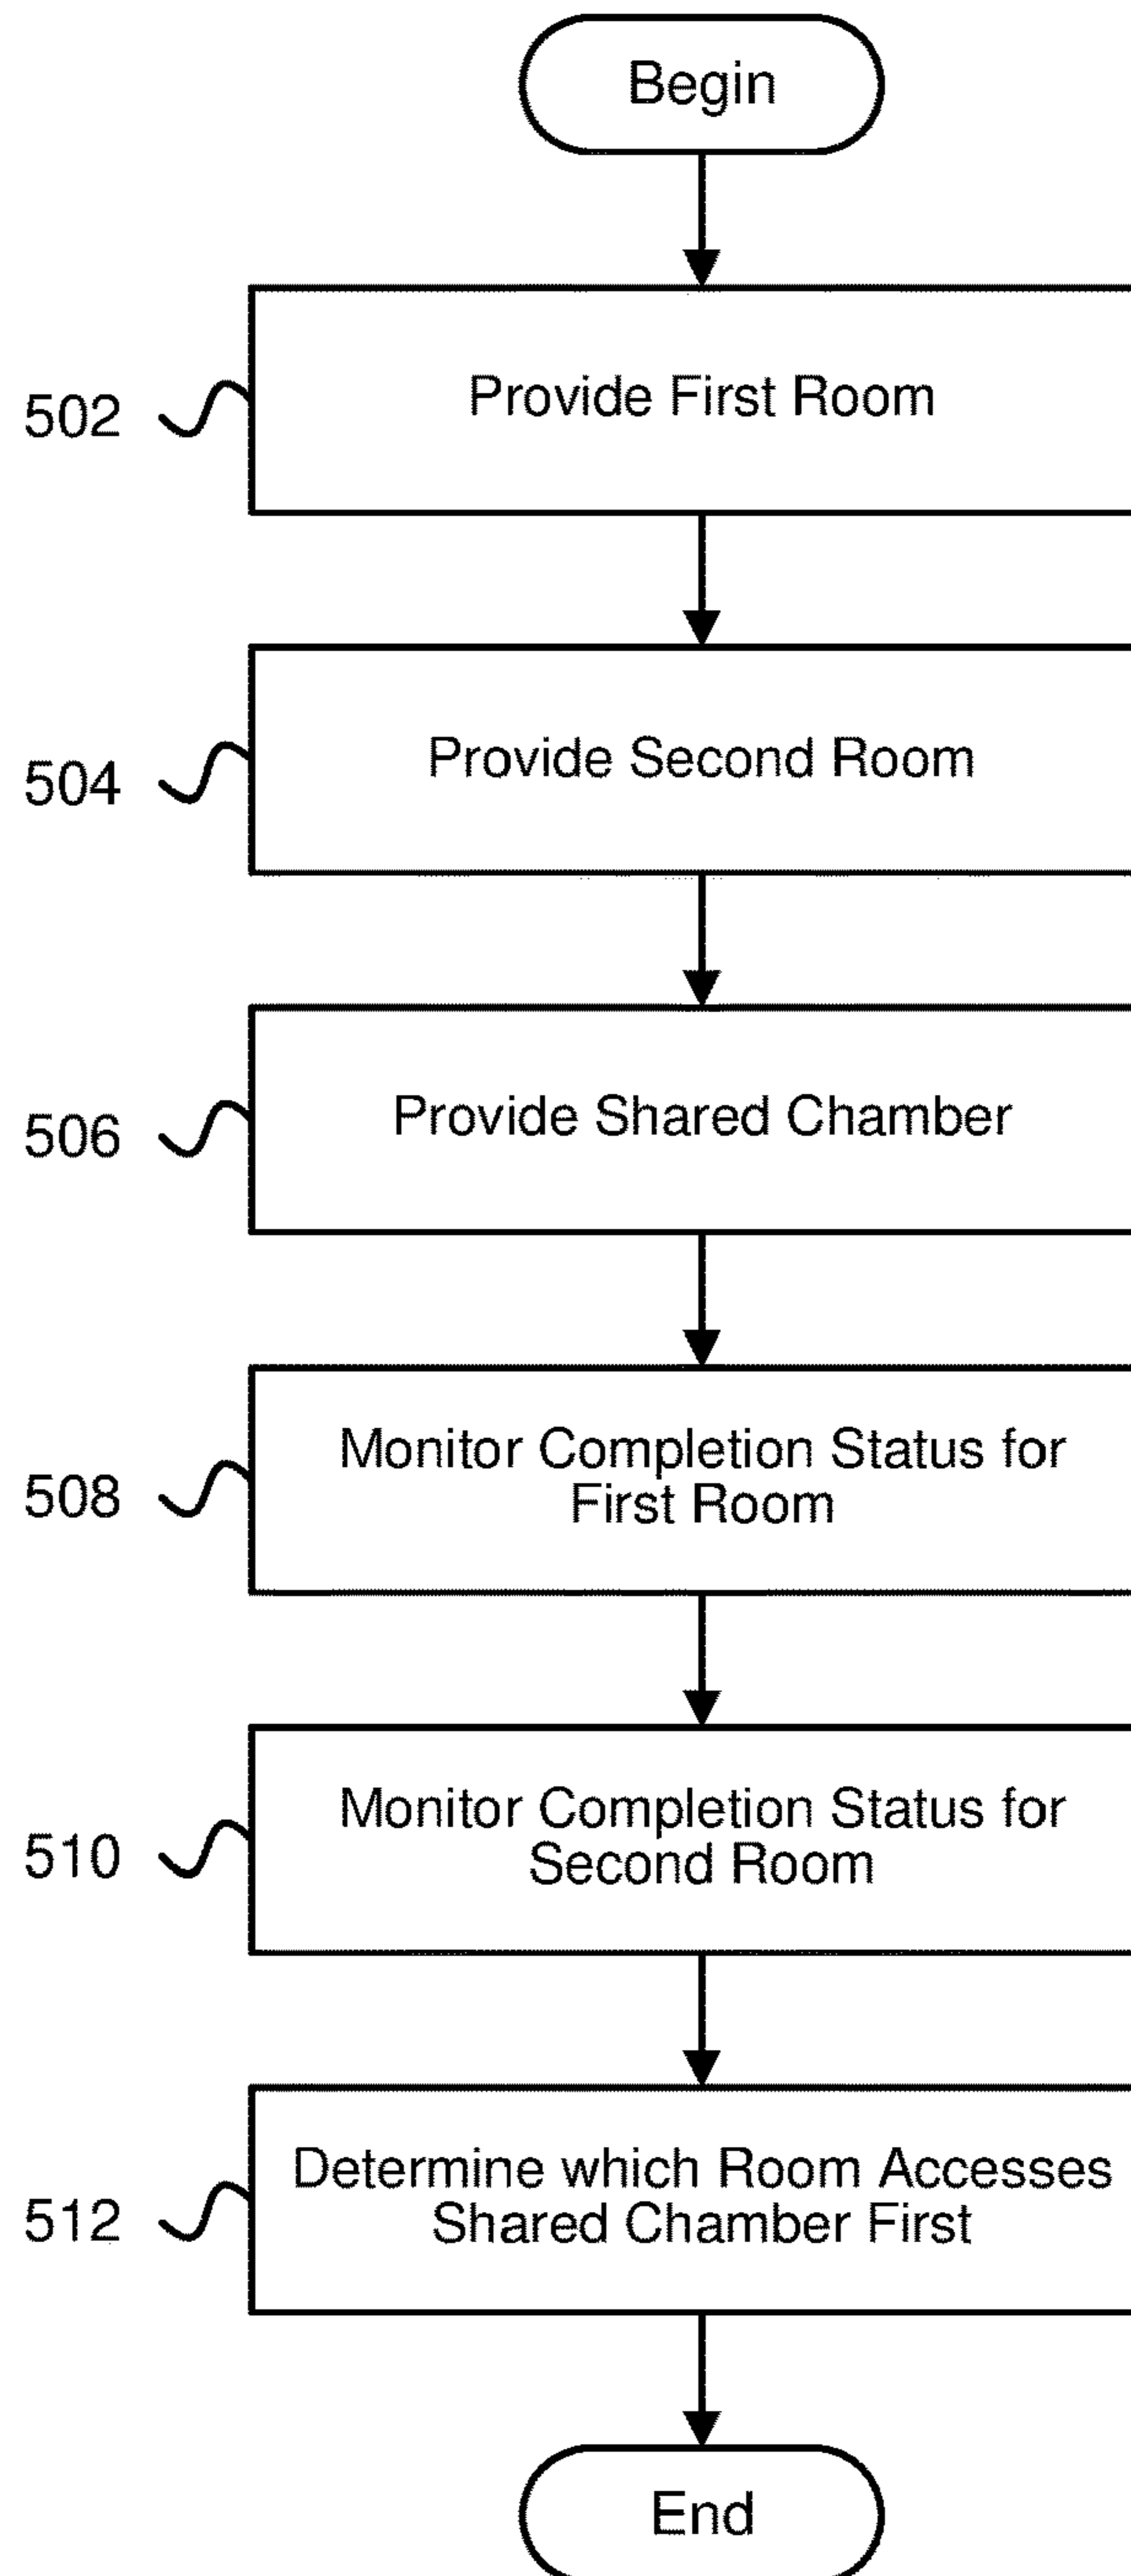 Begin
502
Provide First Room
504
Provide Second Room
506
Provide Shared Chamber
508
Monitor Completion Status for
First Room
510
Monitor Completion Status for
Second Room
512
Determine which Room Accesses
Shared Chamber First
End